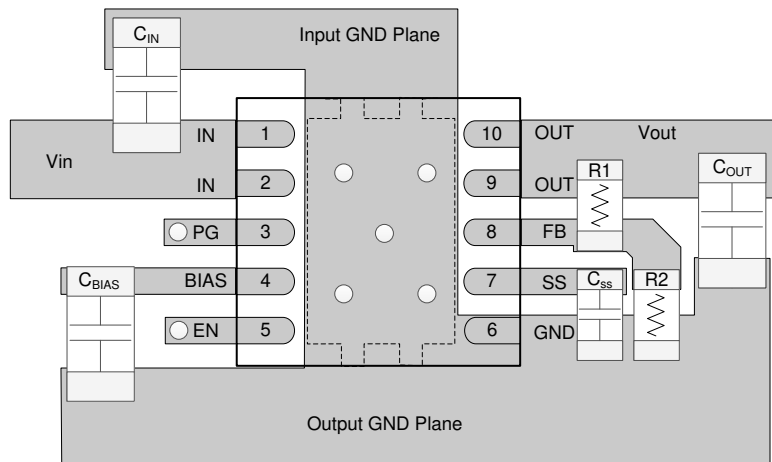 C_IN
Input GND Plane
IN 1 10 OUT Vout
Vin
C_OUT
R1
IN 2 9 OUT
PG 3 8 FB
C_BIAS
BIAS 4 7 SS
C_SS
R2
EN 5 6 GND
Output GND Plane